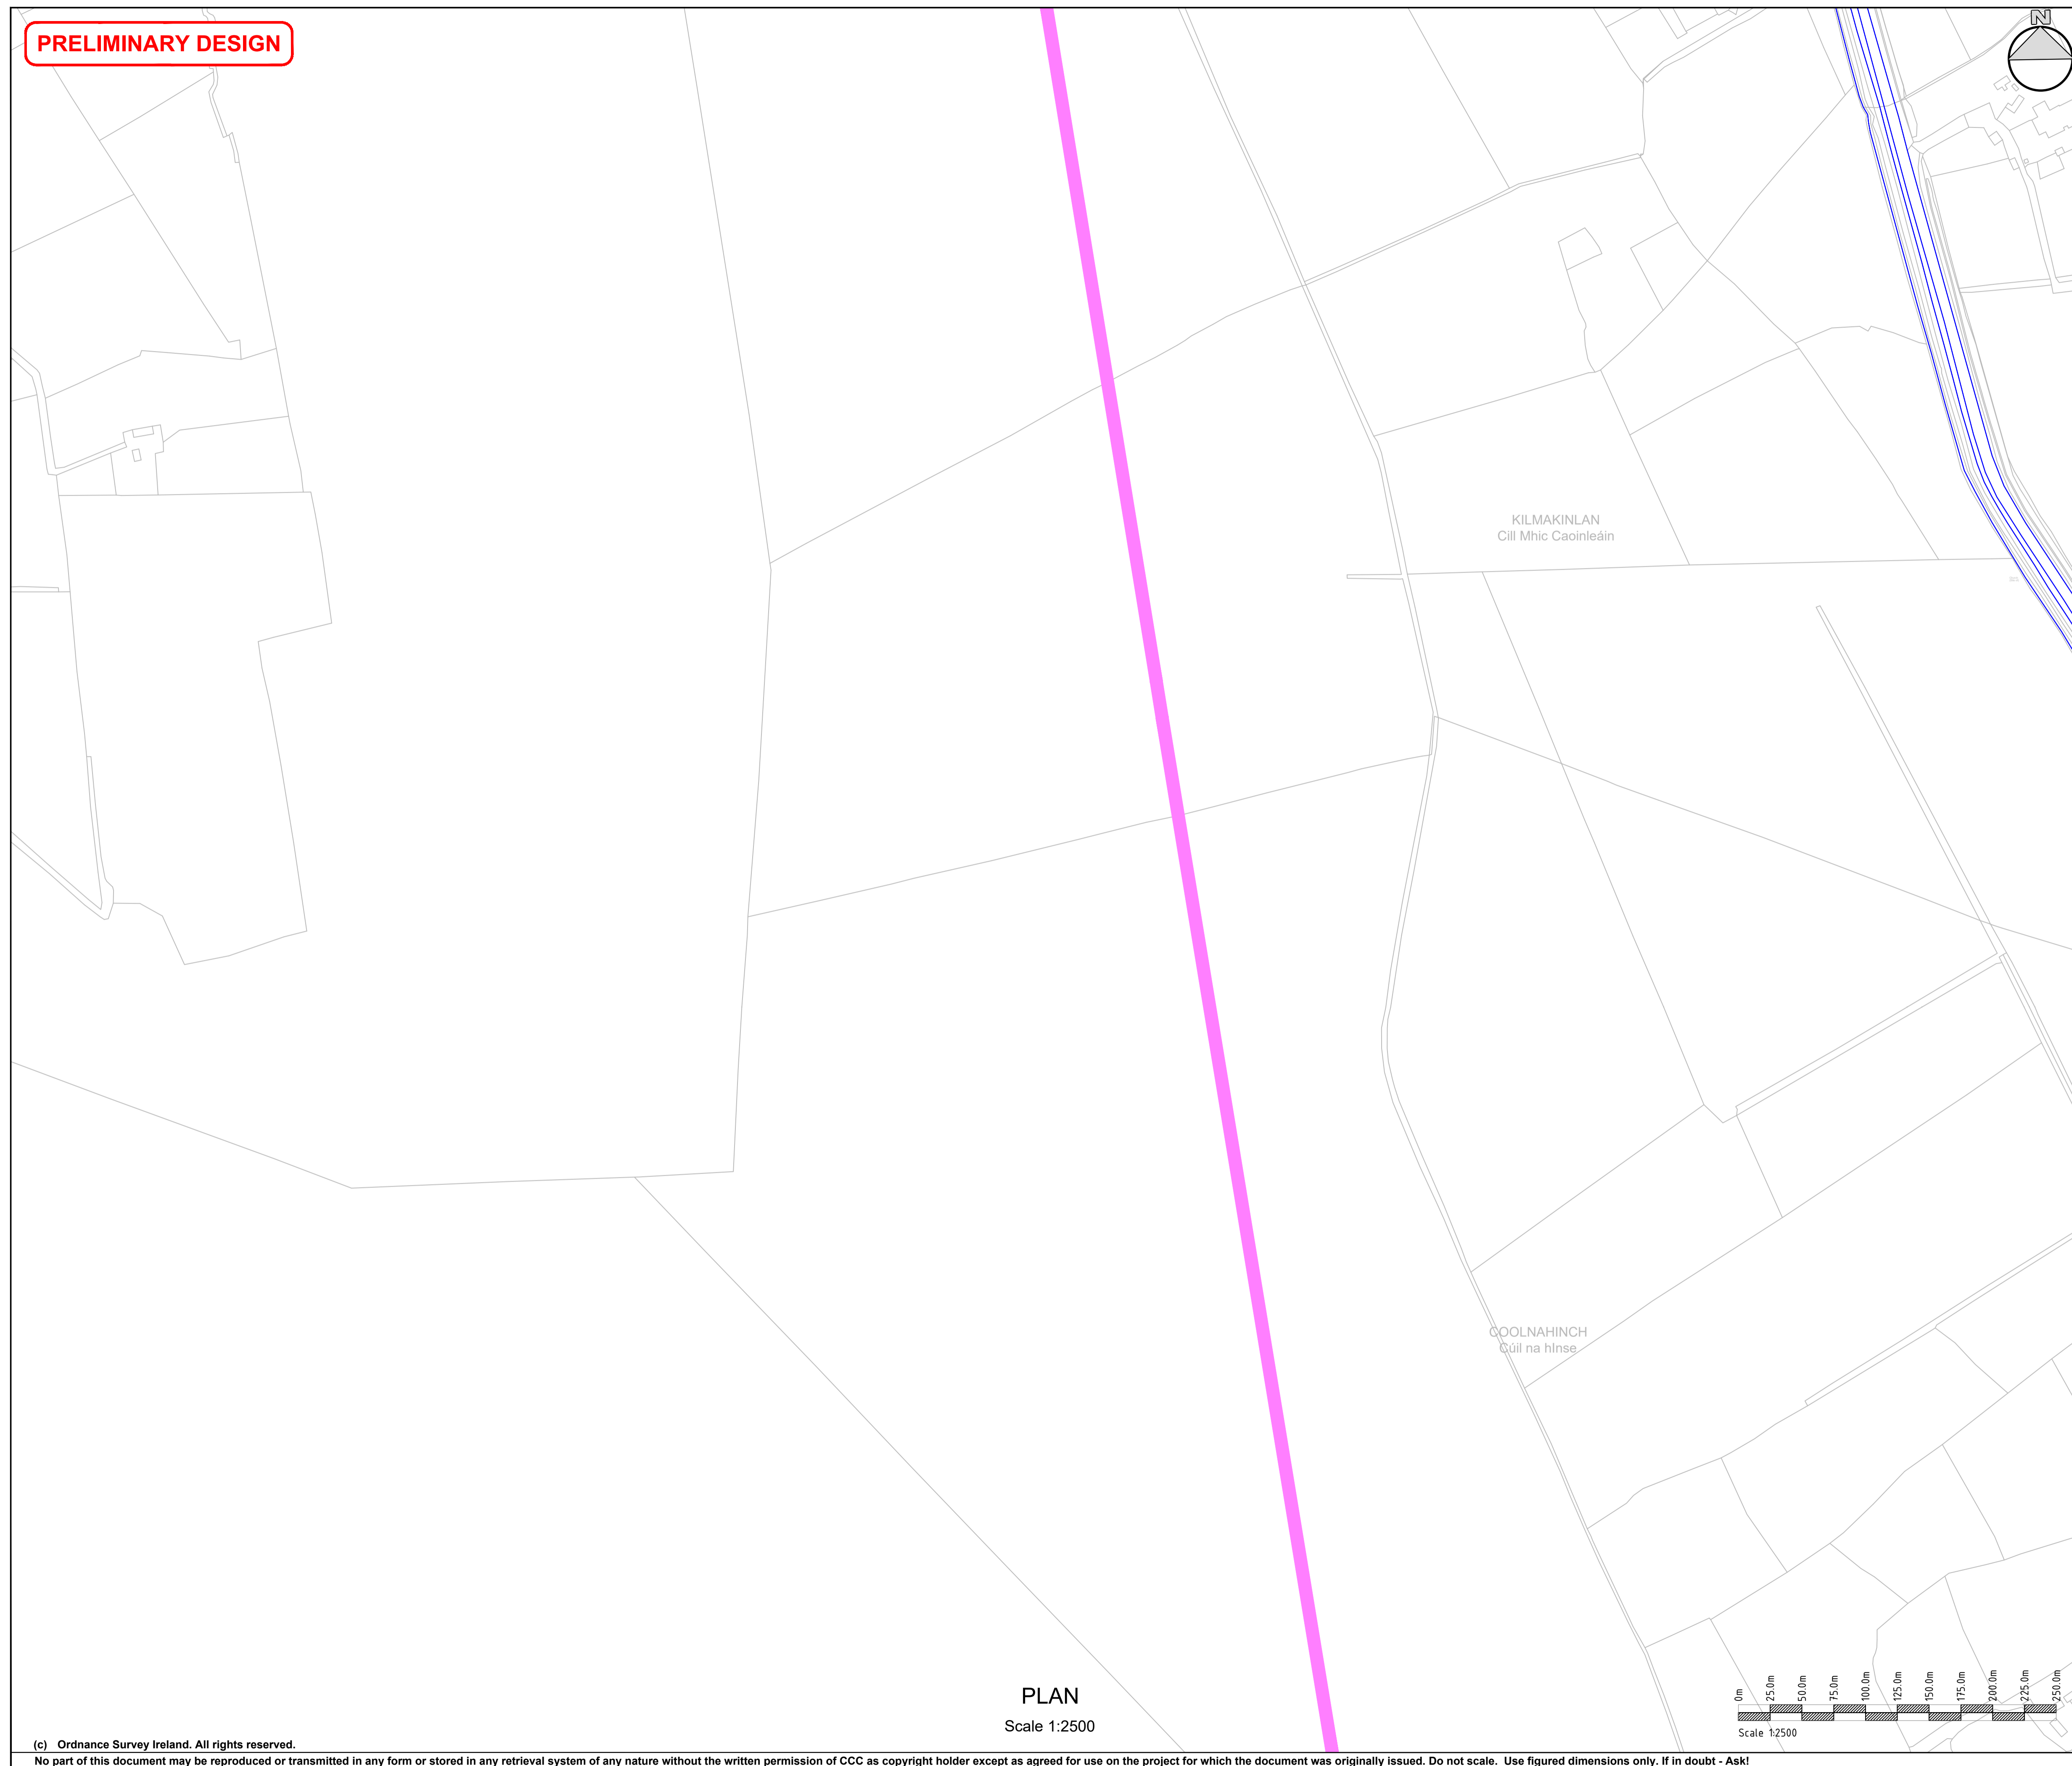 PRELIMINARY DESIGN
N
KILMAKINLAN
Cill Mhic Caoinleáin
COOLNAHINCH
Cúil na hInse
PLAN
Scale 1:2500
0m
25.0m
50.0m
75.0m
100.0m
125.0m
150.0m
175.0m
200.0m
225.0m
250.0m
Scale 1:2500
(c) Ordnance Survey Ireland. All rights reserved.
No part of this document may be reproduced or transmitted in any form or stored in any retrieval system of any nature without the written permission of CCC as copyright holder except as agreed for use on the project for which the document was originally issued. Do not scale. Use figured dimensions only. If in doubt - Ask!